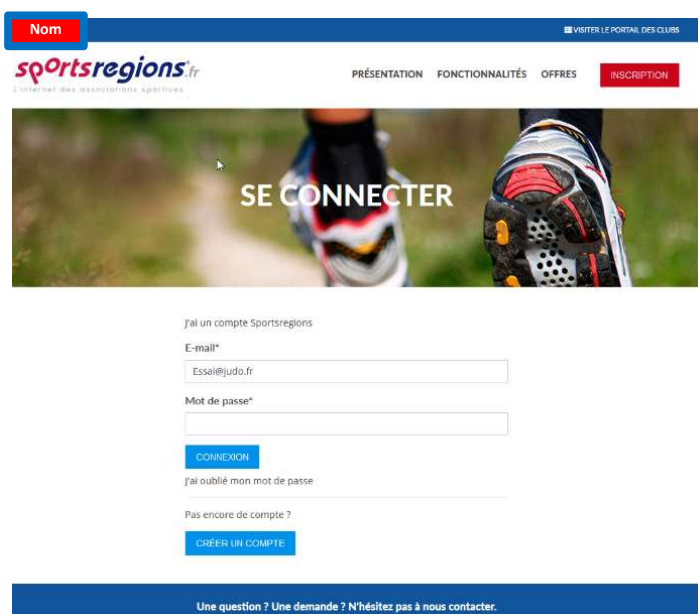 Nom
VISITER LE PORTAIL DES CLUBS
sportsregions.fr
L'internet des associations sportives
PRÉSENTATION FONCTIONNALITÉS OFFRES INSCRIPTION
SE CONNECTER
J'ai un compte Sportsregions
E-mail*
Essai@judo.fr
Mot de passe*
CONNEXION
J'ai oublié mon mot de passe
Pas encore de compte ?
CRÉER UN COMPTE
Une question ? Une demande ? N'hésitez pas à nous contacter.